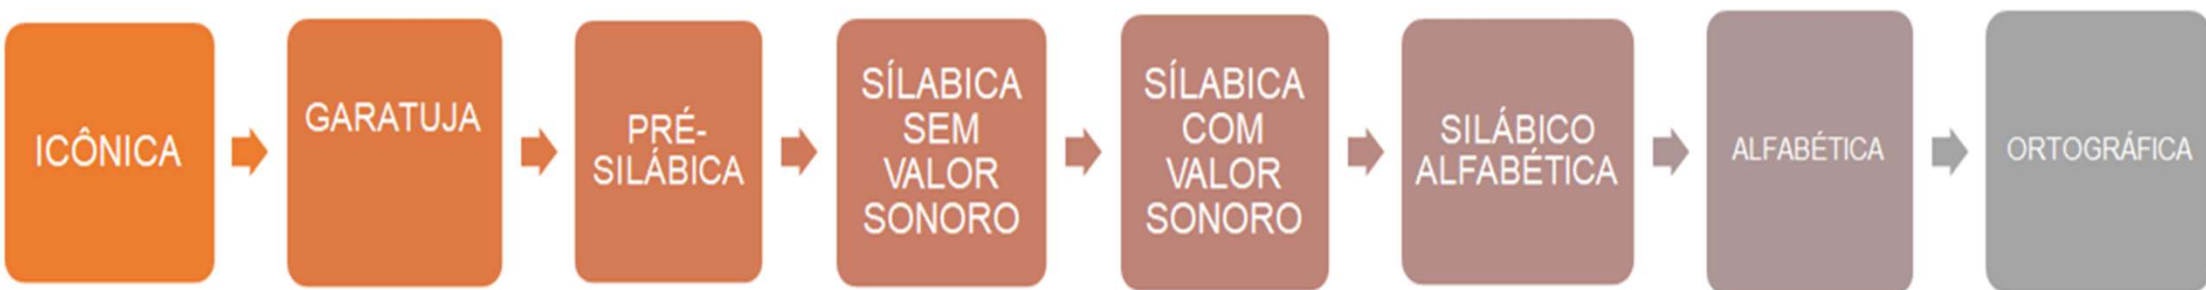 ICÔNICA
GARATUJA
PRÉ-
SILÁBICA
SÍLABICA
SEM
VALOR
SONORO
SÍLABICA
COM
VALOR
SONORO
SILÁBICO
ALFABÉTICA
ALFABÉTICA
ORTOGRÁFICA